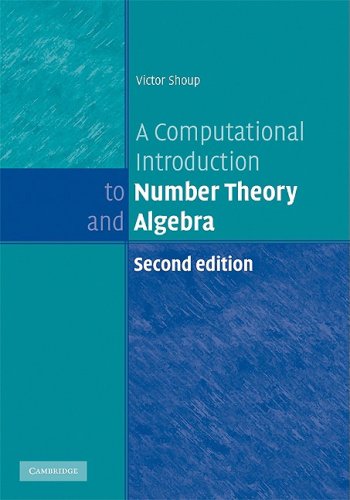 Victor Shoup
A Computational
Introduction
to Number Theory
and Algebra
Second edition
CAMBRIDGE